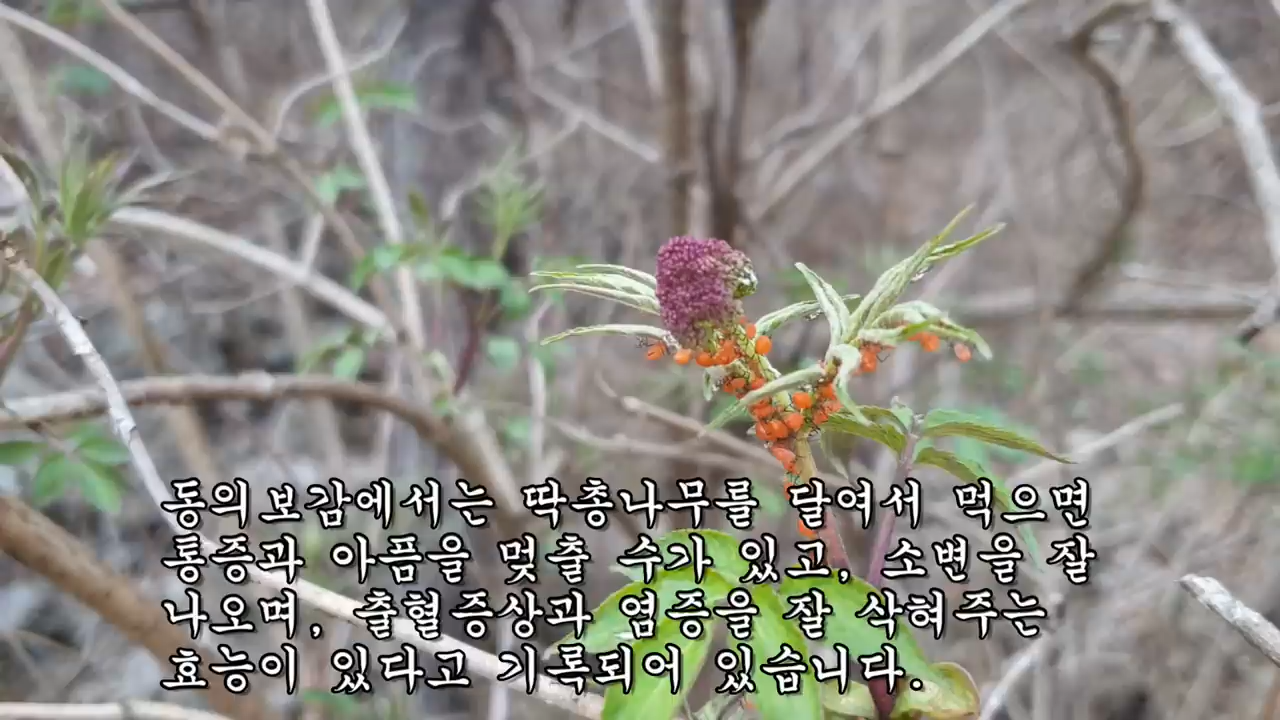 동의보감에서는 딱총나무를 달여서 먹으면
통증과 아픔을 멎출 수가 있고, 소변을 잘
나오며, 출혈증상과 염증을 잘 삭혀주는
효능이 있다고 기록되어 있습니다.